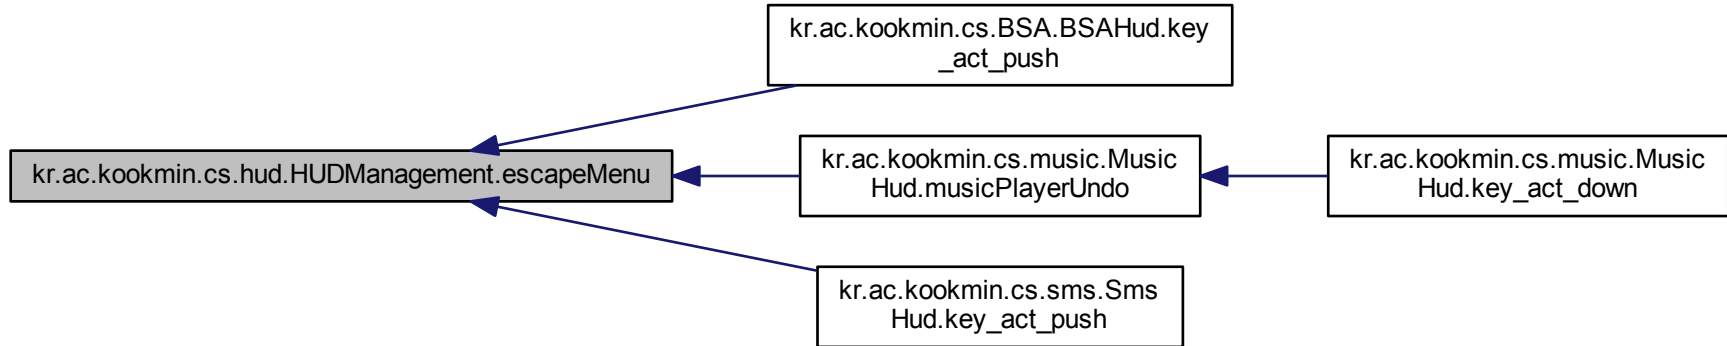 kr.ac.kookmin.cs.BSA.BSAHud.key
_act_push
kr.ac.kookmin.cs.hud.HUDManagement.escapeMenu
kr.ac.kookmin.cs.music.Music
Hud.musicPlayerUndo
kr.ac.kookmin.cs.music.Music
Hud.key_act_down
kr.ac.kookmin.cs.sms.Sms
Hud.key_act_push